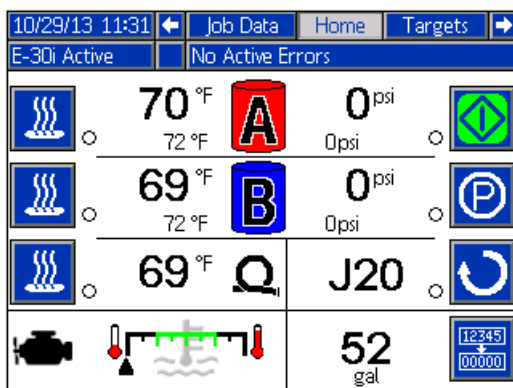 10/29/13 11:31 Job Data Home Targets
E-30i Active No Active Errors
70 °F A 0 psi
72 °F 0psi
69 °F B 0 psi
72 °F 0psi
P
69 °F J20
52
gal
12345
00000